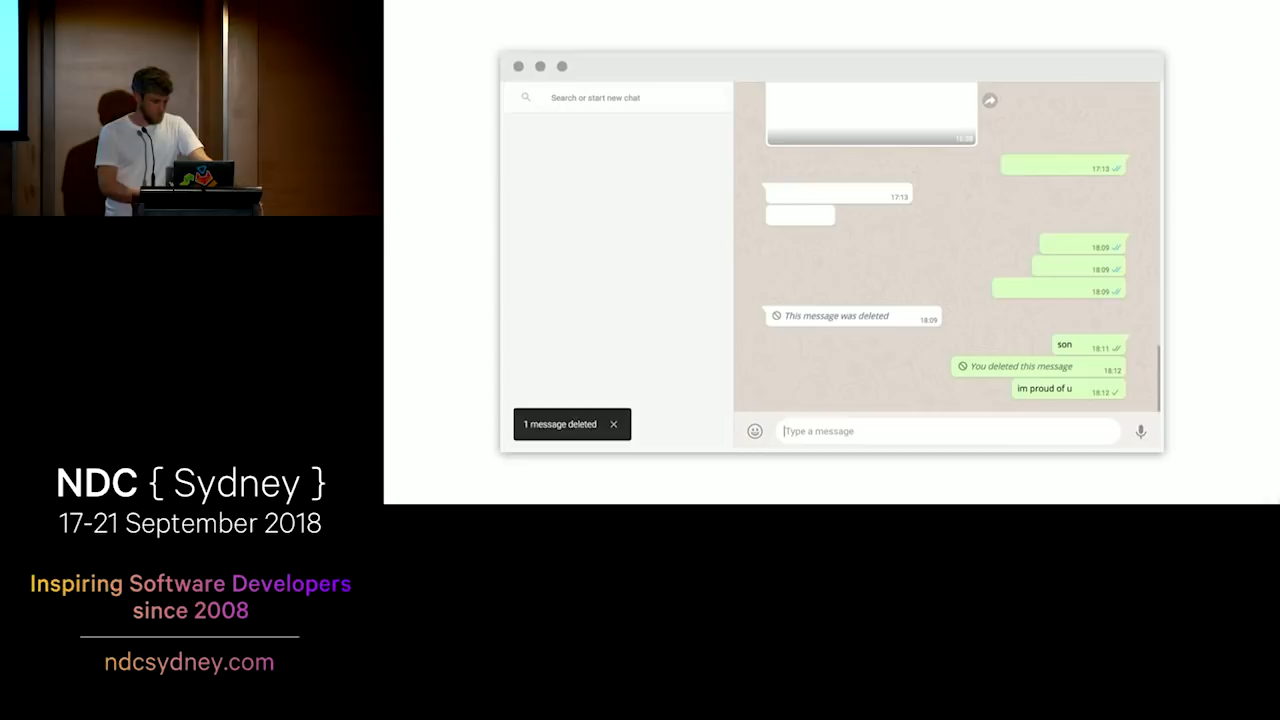 Search or start new chat
16:38
17:13
17:13
18:09
18:09
18:09
This message was deleted
18:09
son
18:11
You deleted this message
18:12
im proud of u
18:12
1 message deleted
Type a message
NDC { Sydney }
17-21 September 2018
Inspiring Software Developers
since 2008
ndcsydney.com